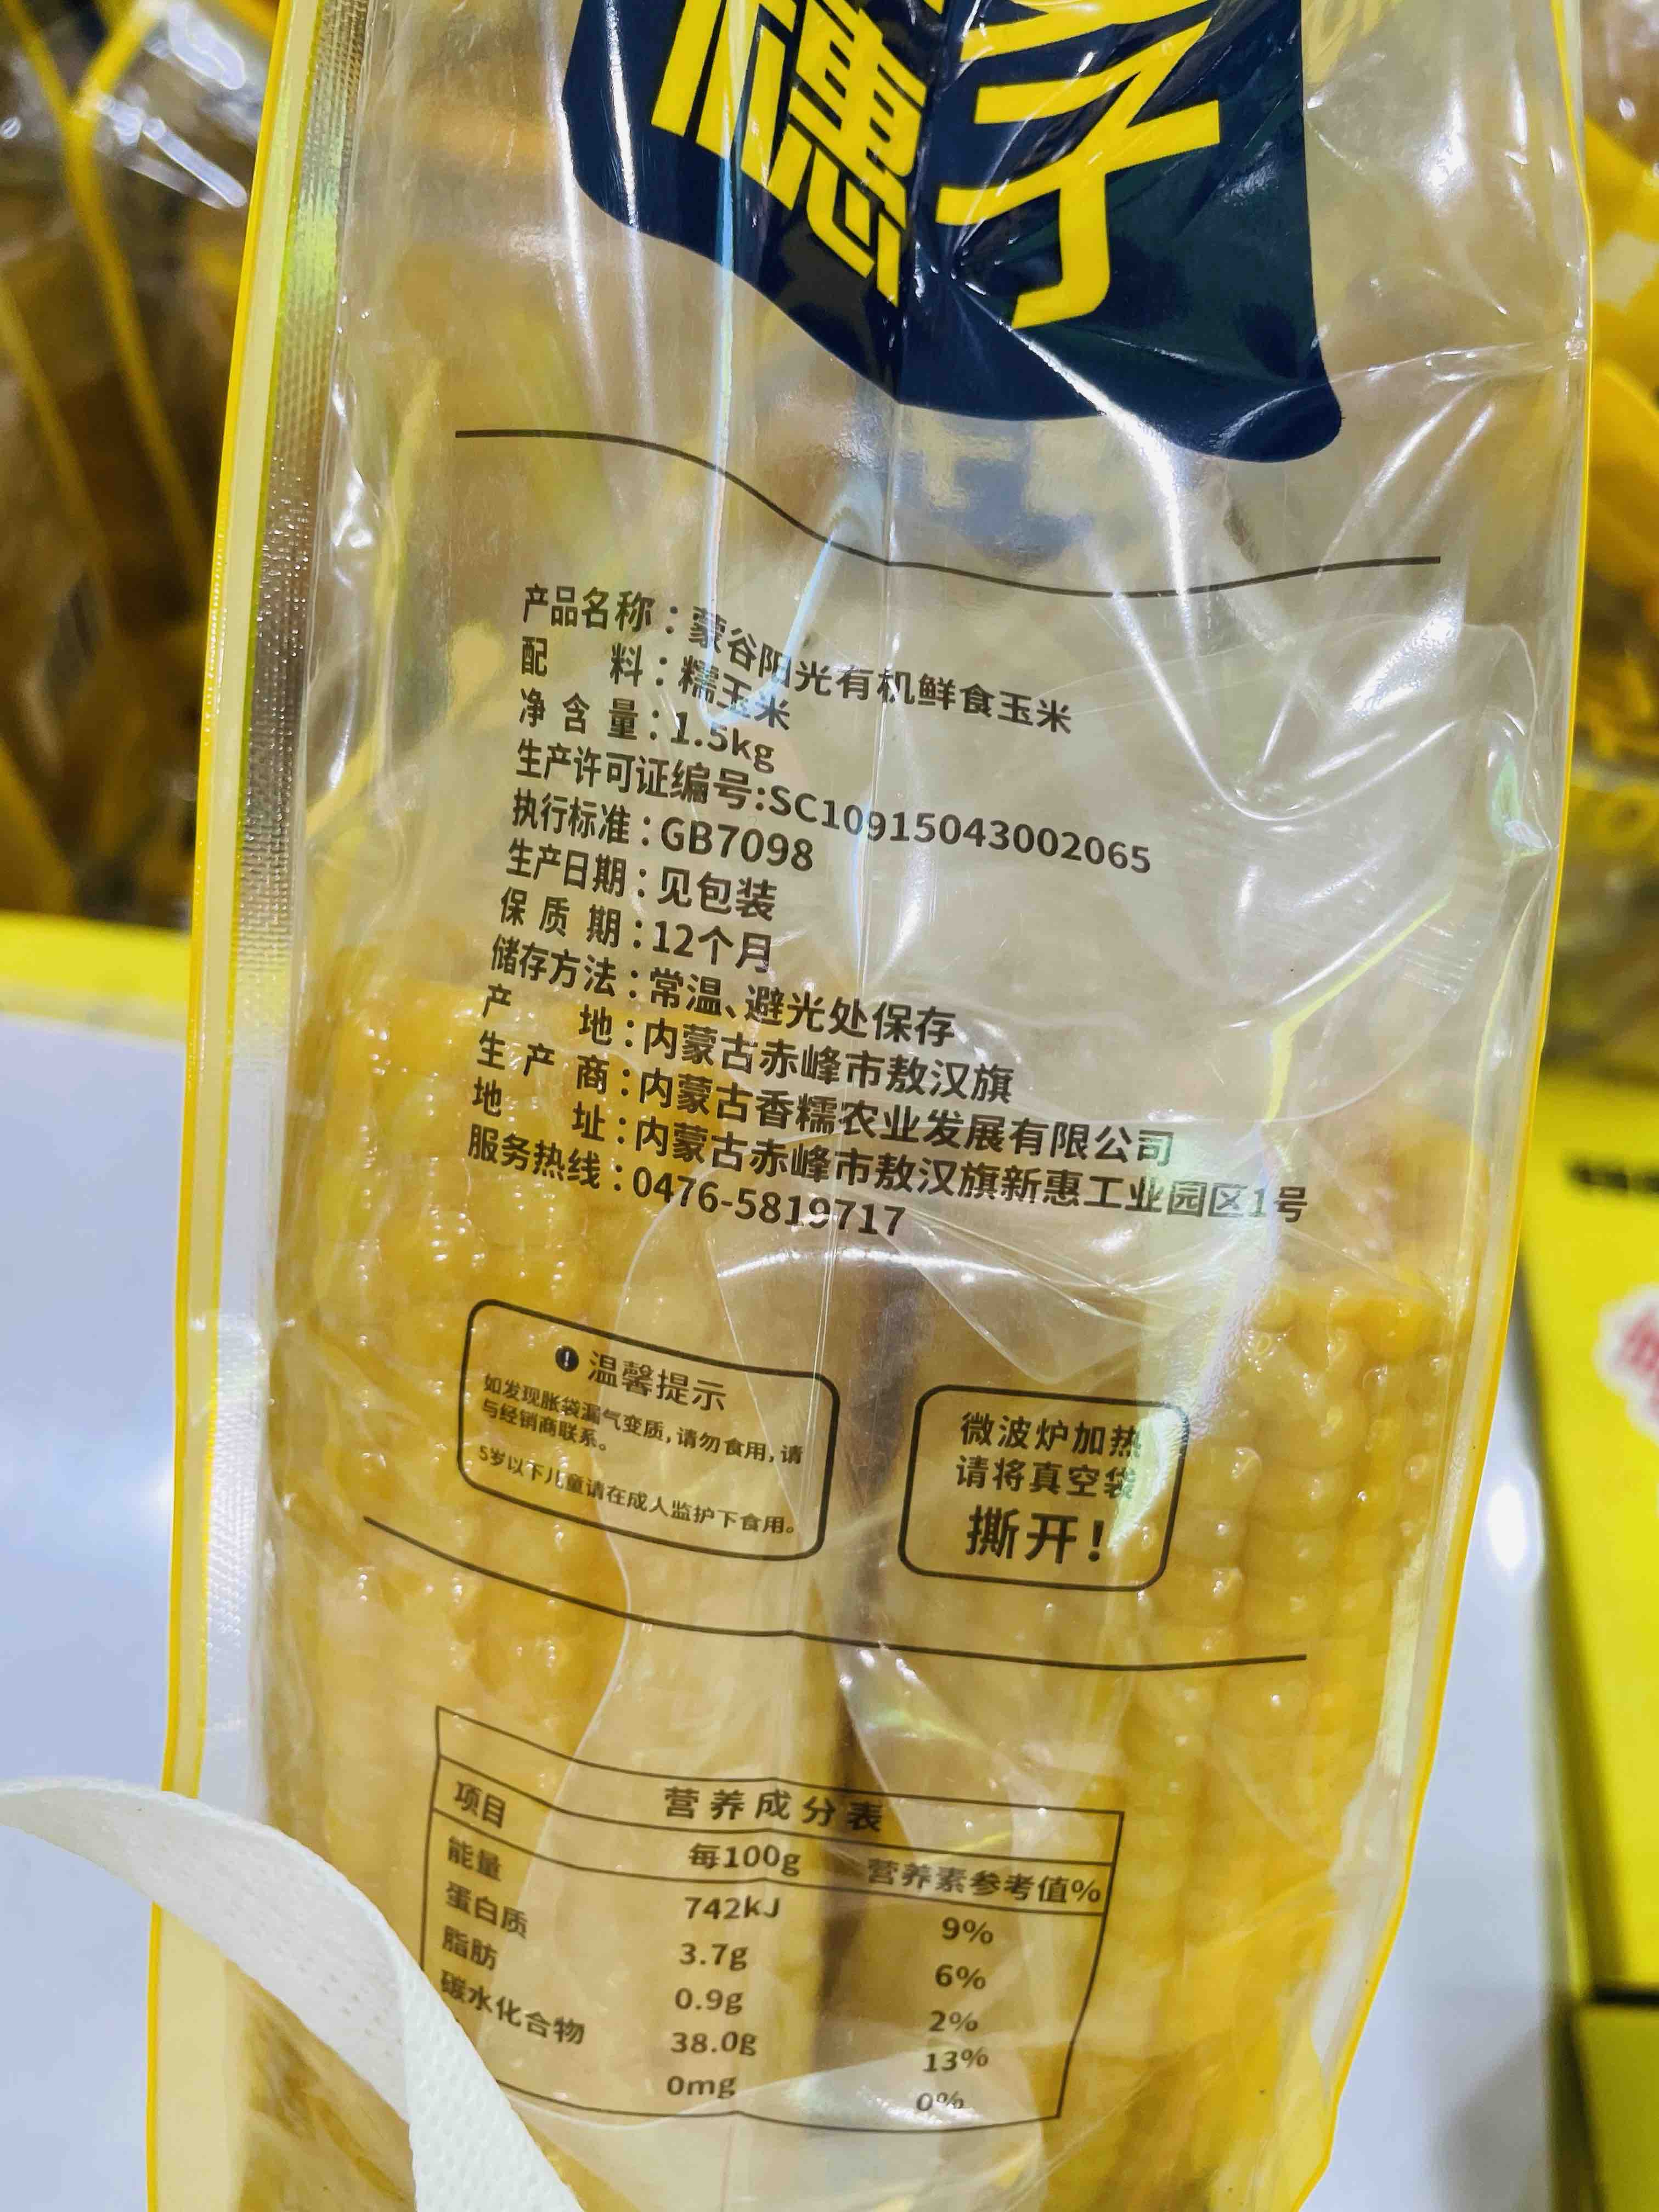 穗子
产品名称：蒙谷阳光有机鲜食玉米
配料：糯玉米
净含量：1.5kg
生产许可证编号:SC10915043002065
执行标准：GB7098
生产日期：见包装
保质期：12个月
储存方法：常温、避光处保存
产地：内蒙古赤峰市敖汉旗
生产商：内蒙古香糯农业发展有限公司
地址：内蒙古赤峰市敖汉旗新惠工业园区1号
服务热线：0476-5819717
温馨提示
如发现胀袋漏气变质,请勿食用,请
与经销商联系。
5岁以下儿童请在成人监护下食用。
微波炉加热
请将真空袋
撕开!
营养成分表
项目 每100g 营养素参考值%
能量 742kJ 9%
蛋白质 3.7g 6%
脂肪 0.9g 2%
碳水化合物 38.0g 13%
0mg 0%